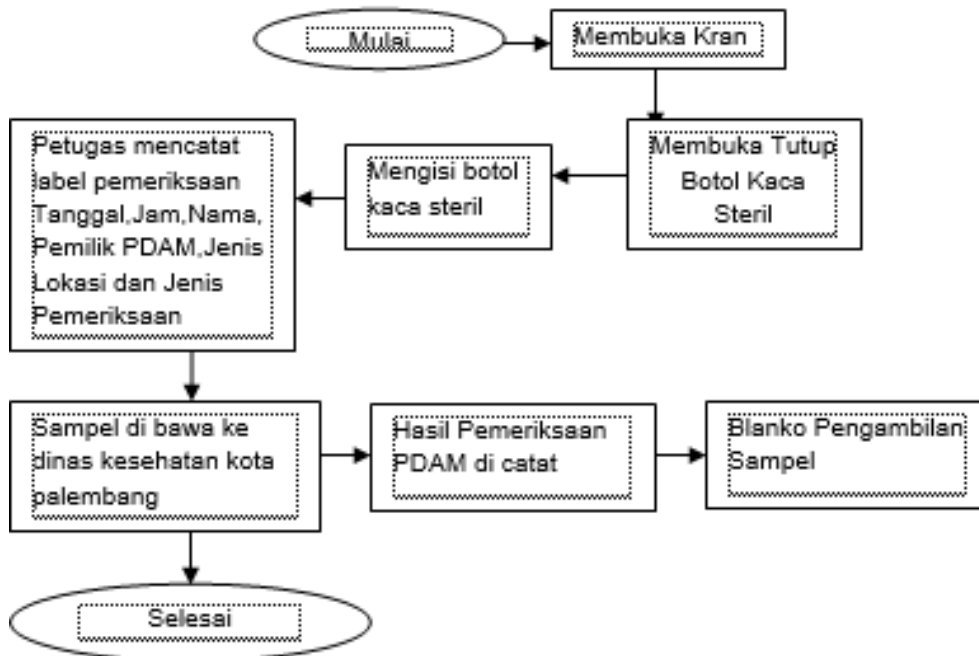 Mulai
Membuka Kran
Membuka Tutup
Botol Kaca
Steril
Mengisi botol
kaca steril
Petugas mencatat
label pemeriksaan
Tanggal,Jam,Nama,
Pemilik PDAM,Jenis
Lokasi dan Jenis
Pemeriksaan
Sampel di bawa ke
dinas kesehatan kota
palembang
Hasil Pemeriksaan
PDAM di catat
Blanko Pengambilan
Sampel
Selesai